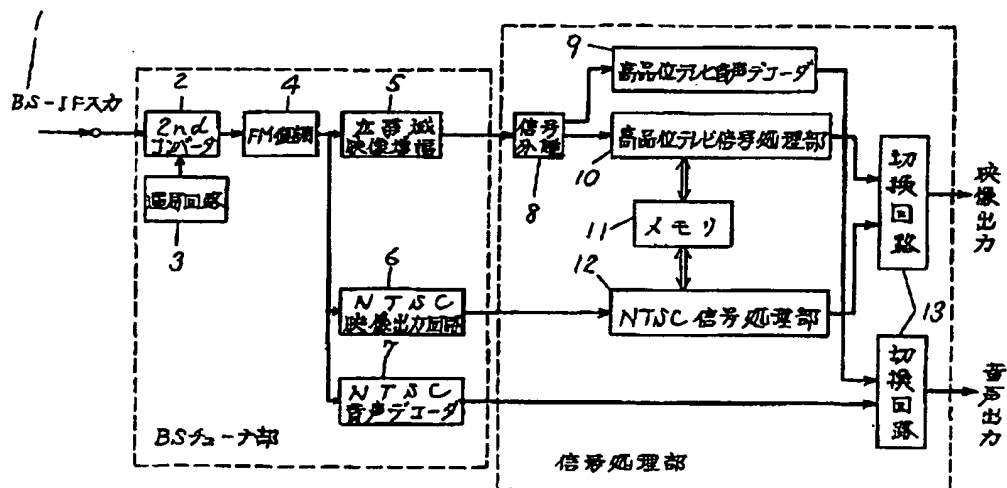 1
BS-IF入力
2
2nd
コンバータ
選局回路
3
4
FM復調
5
広帯域
映像増幅
6
NTSC
映像出力回路
7
NTSC
音声デコーダ
BSチューナ部
信号
分離
8
9
高品位テレビ音声デコーダ
高品位テレビ信号処理部
10
11
メモリ
12
NTSC信号処理部
切換回路
13
切換回路
映像出力
音声出力
信号処理部